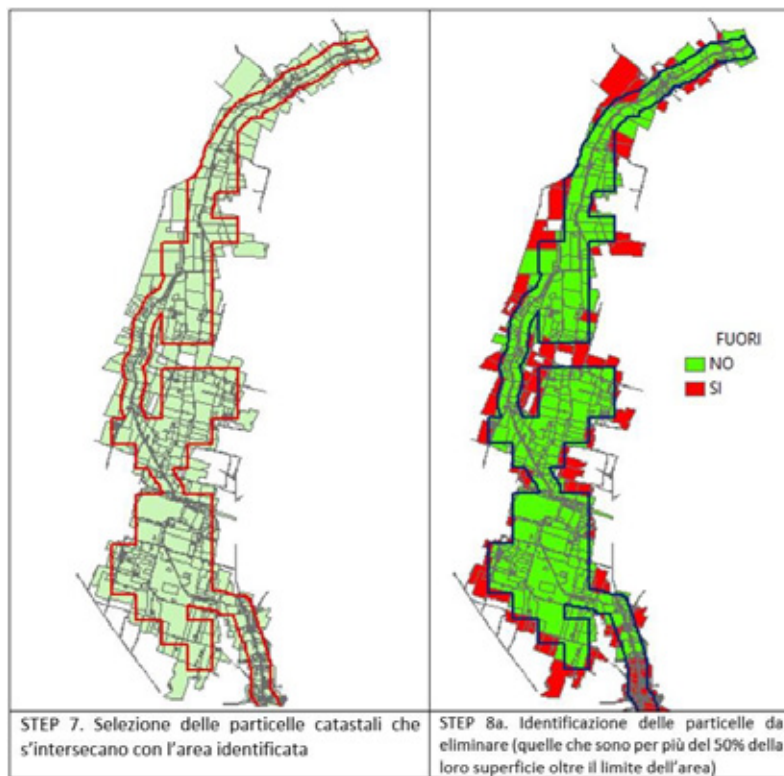 FUORI
NO
SI
STEP 7. Selezione delle particelle catastali che
s'intersecano con l'area identificata
STEP 8a. Identificazione delle particelle da
eliminare (quelle che sono per più del 50% della
loro superficie oltre il limite dell'area)